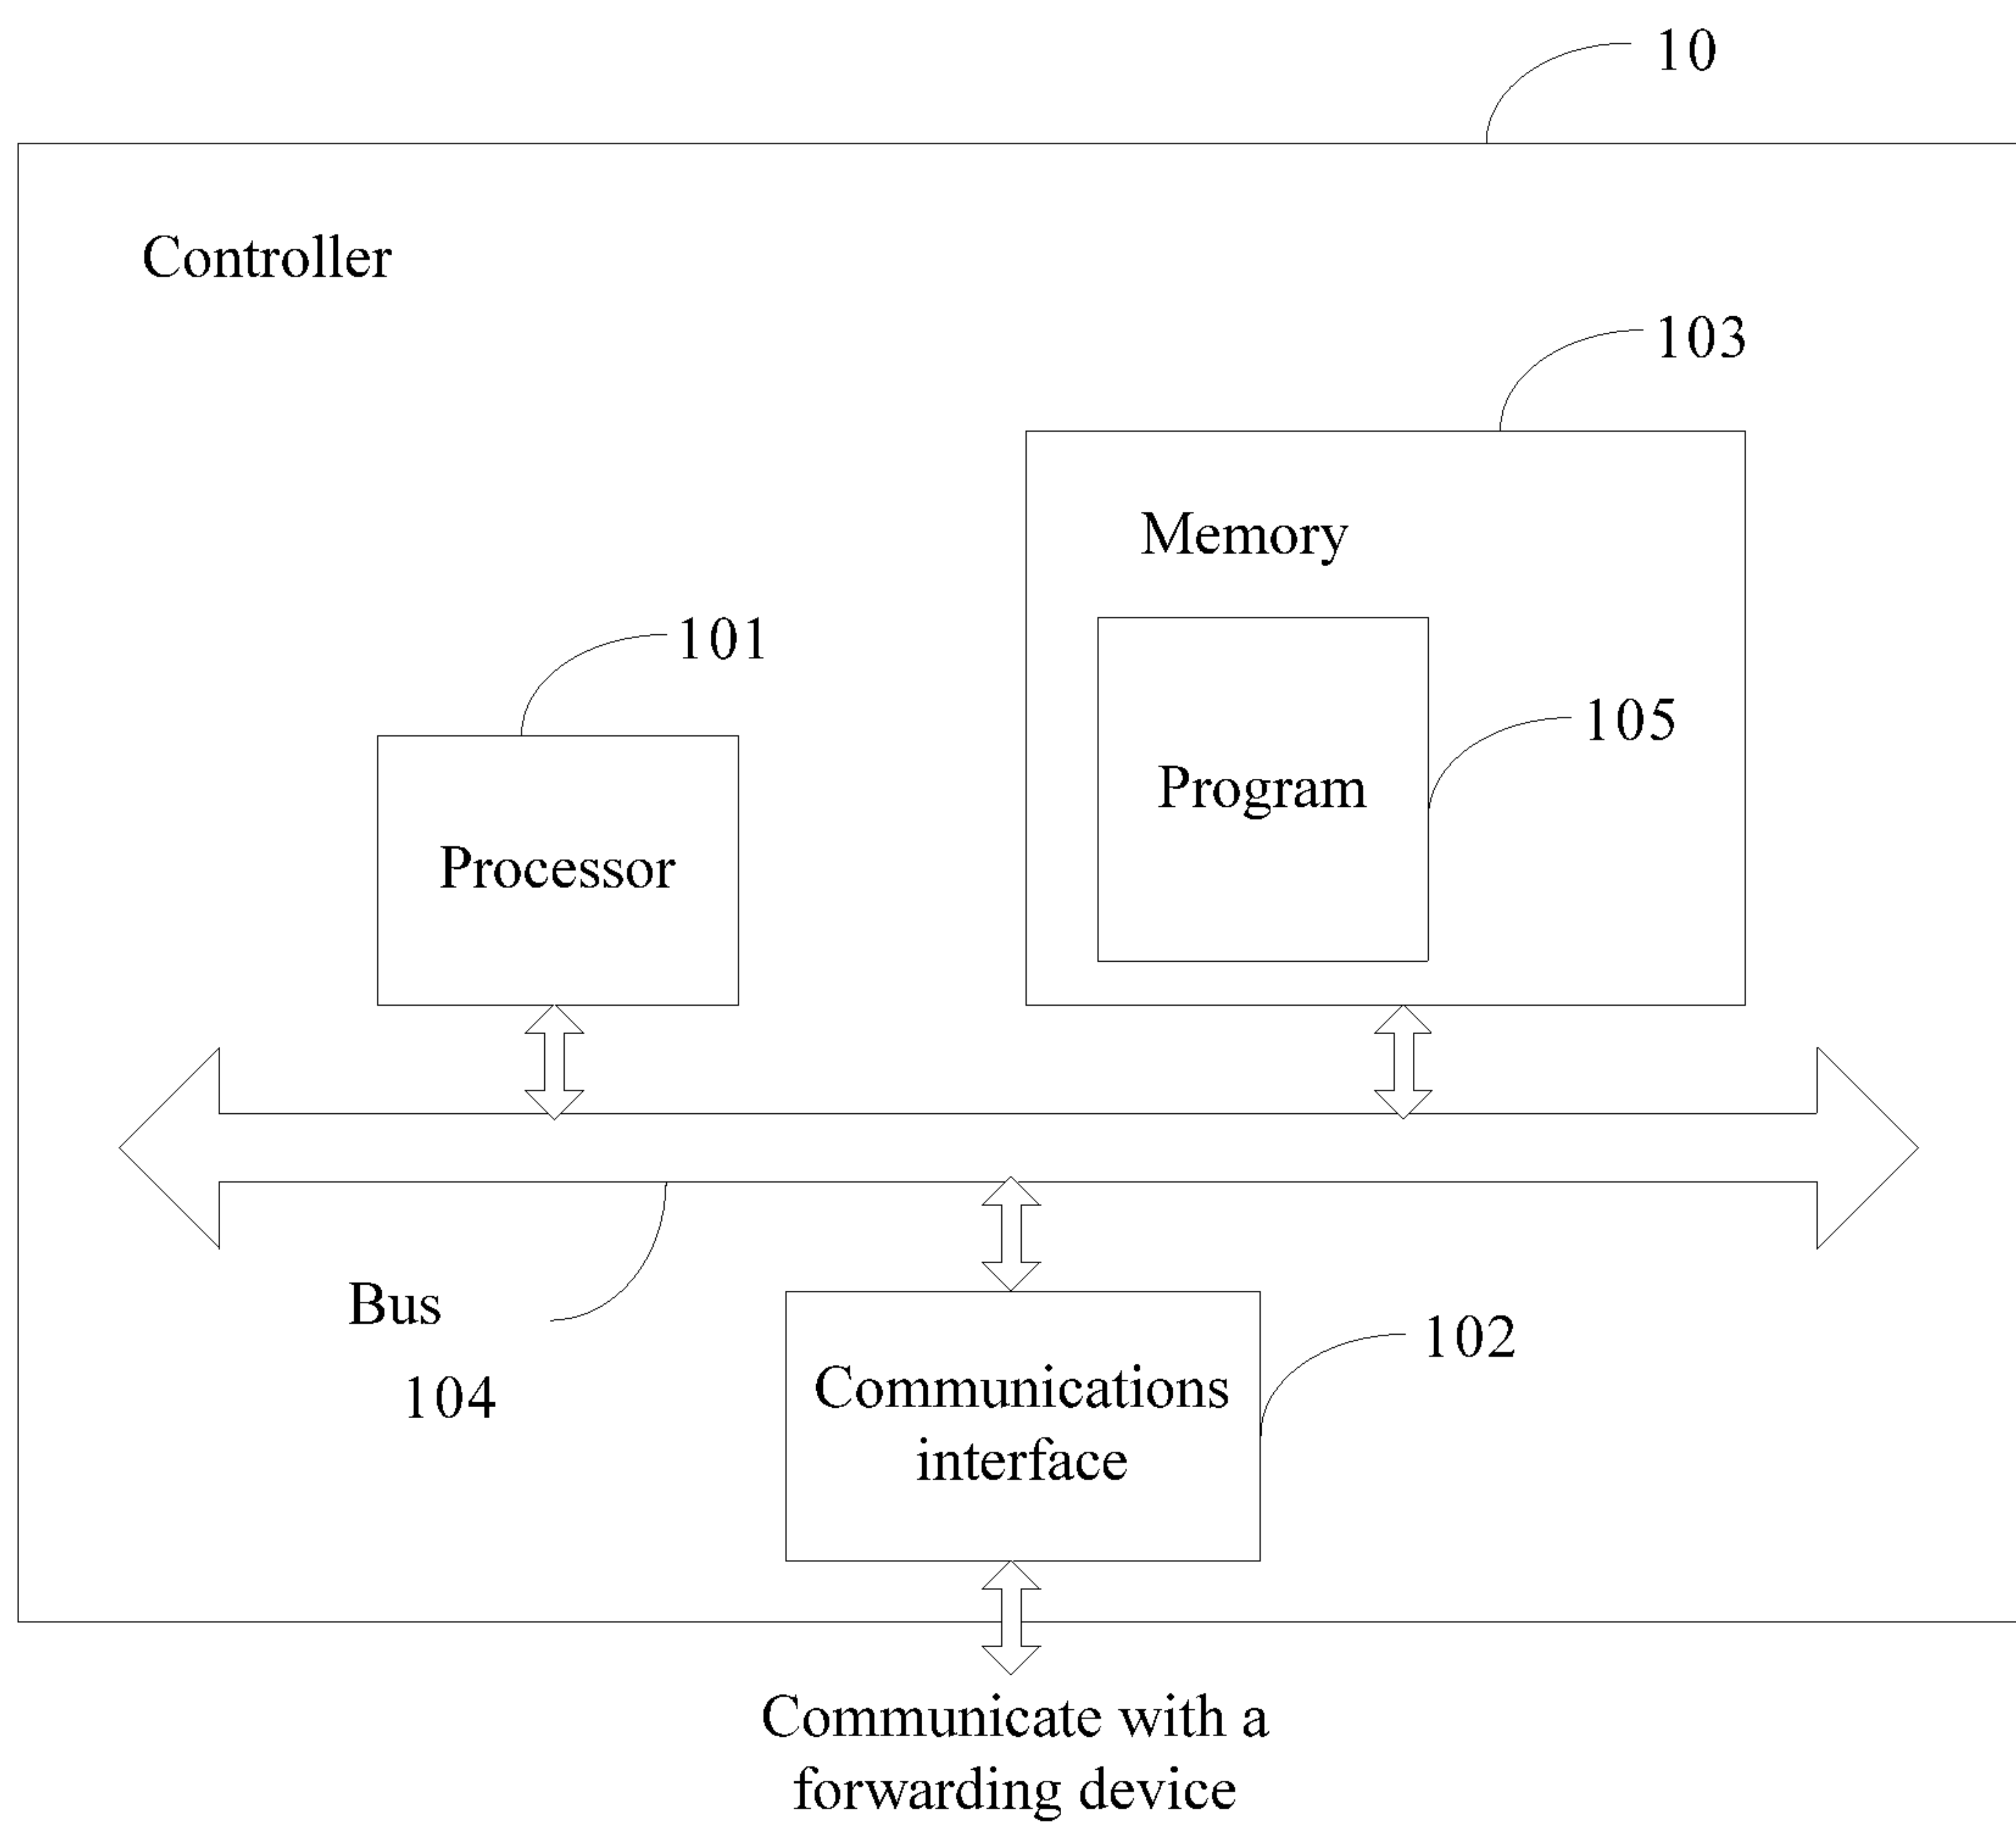 10
Controller
103
Memory
101
105
Program
Processor
Bus
104
102
Communications
interface
Communicate with a
forwarding device